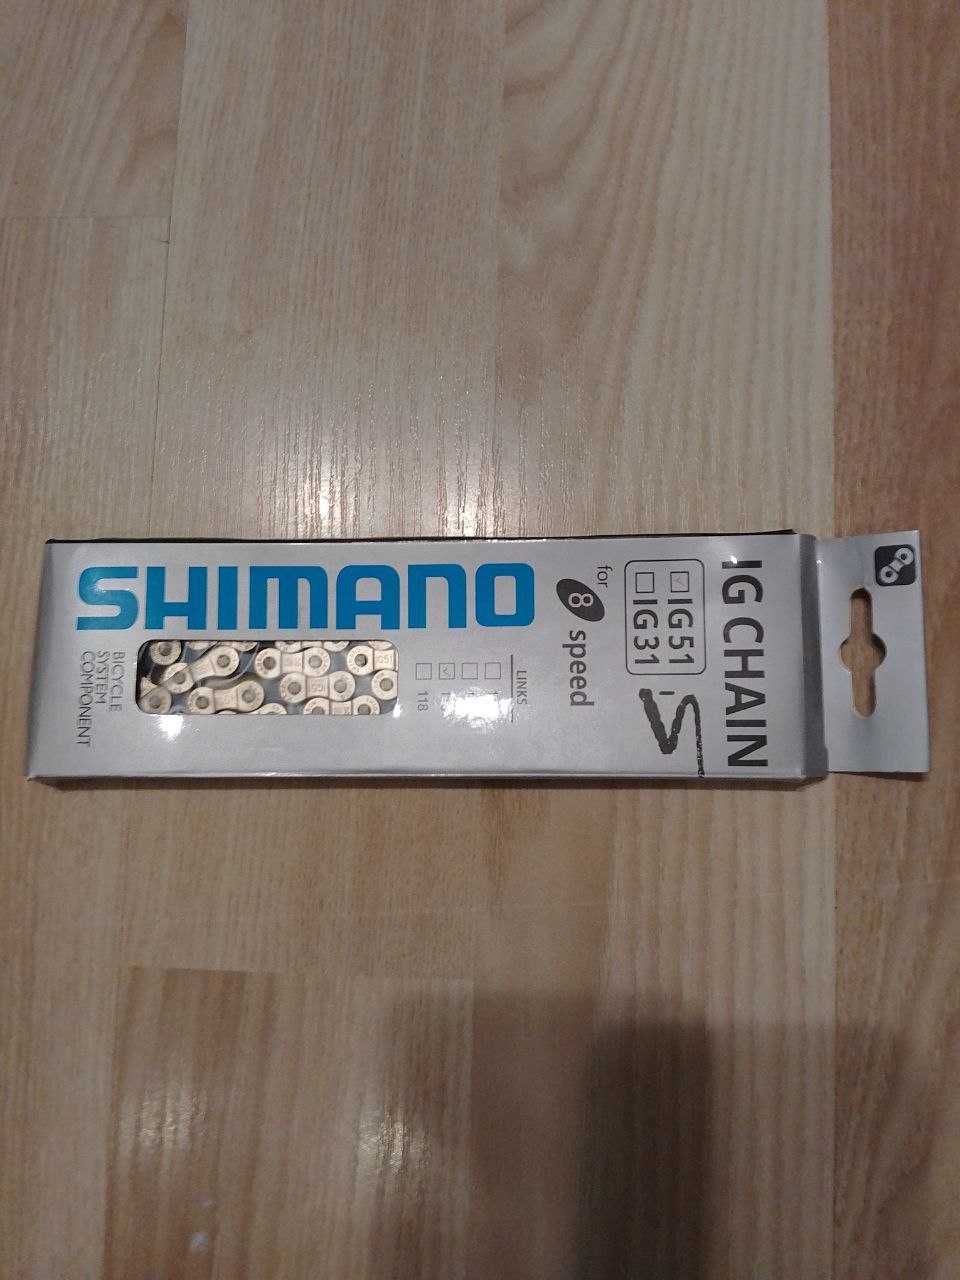 SHIMANO
BICYCLE
SYSTEM
COMPONENT
LINKS
118
for 8 speed
IG51
IG31
IG CHAIN